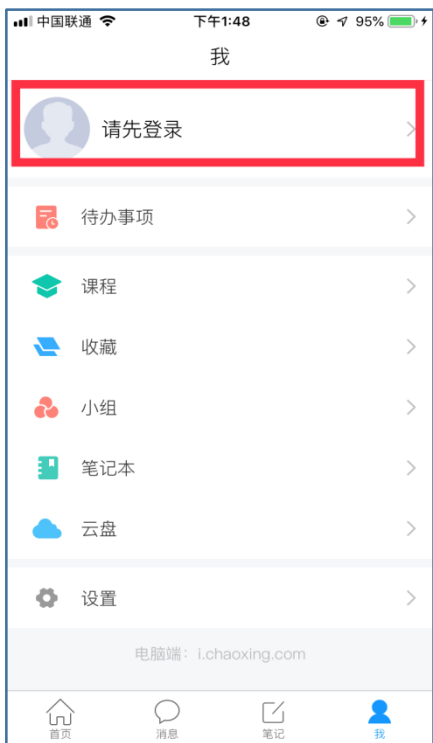 中国联通 下午1:48 95%
我
请先登录
待办事项
课程
收藏
小组
笔记本
云盘
设置
电脑端：i.chaoxing.com
首页 消息 笔记 我